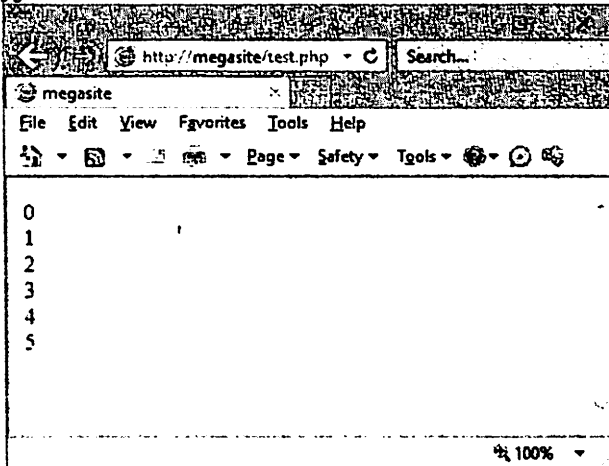 http://megasite/test.php
Search...
megasite
File Edit View Favorites Tools Help
Page Safety Tools
0
1
2
3
4
5
100%